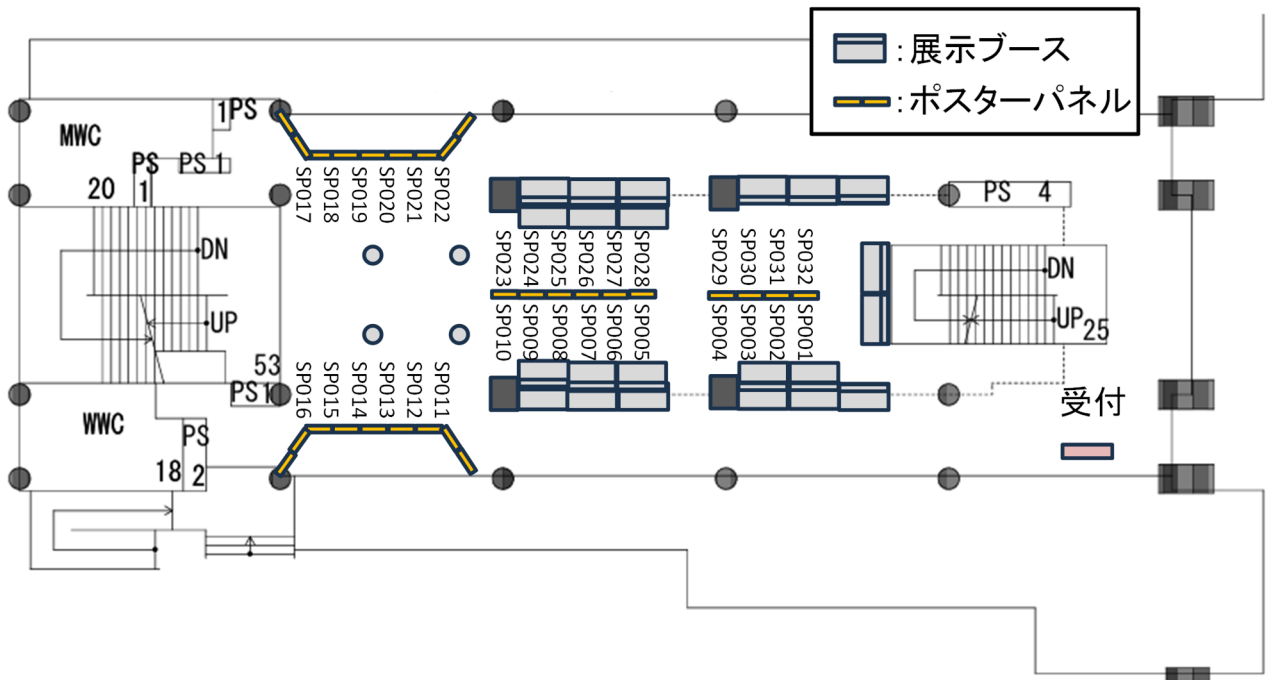 ：展示ブース
：ポスターパネル
1 PS
MWC
PS
PS 1
20
1
SP017
SP018
SP019
SP020
SP021
SP022
PS 4
DN
SP023
SP024
SP025
SP026
SP027
SP028
SP029
SP030
SP031
SP032
DN
UP
SP010
SP009
SP008
SP007
SP006
SP005
SP004
SP003
SP002
SP001
UP
25
53
PS1
SP016
SP015
SP014
SP013
SP012
SP011
受付
WWC
PS
18
2